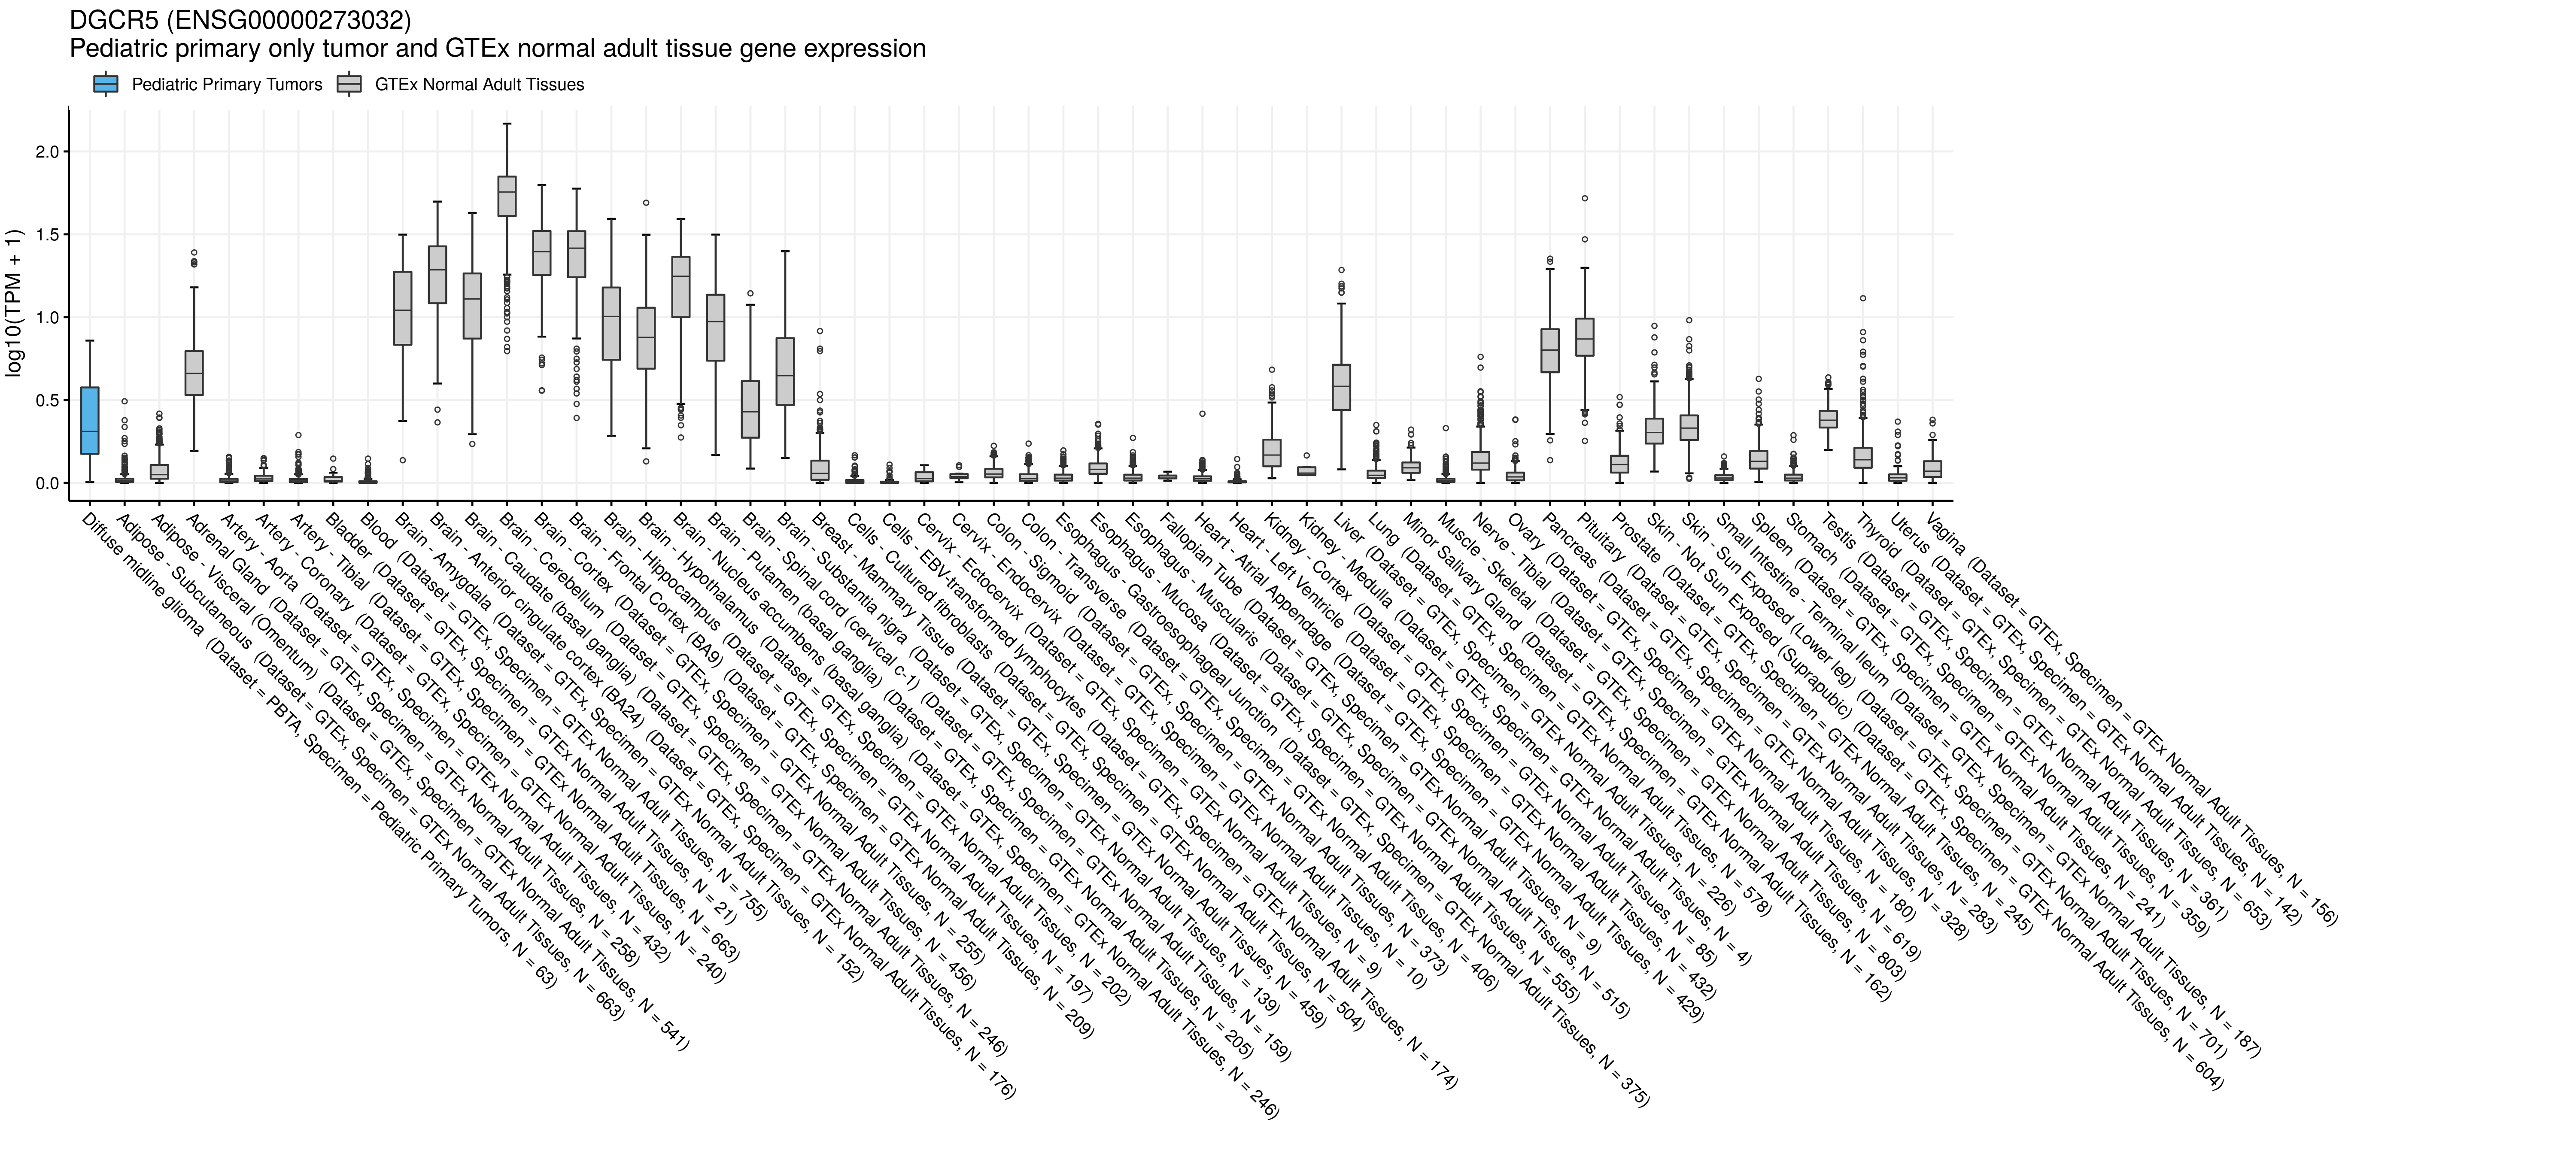 DGCR5 (ENSG00000273032)
Pediatric primary only tumor and GTEx normal adult tissue gene expression
Pediatric Primary Tumors
GTEx Normal Adult Tissues
log10(TPM + 1)
2.0
1.5
1.0
0.5
0.0
Diffuse midline glioma (Dataset = PBTA, Specimen = Pediatric Primary Tumors, N = 63)
Adipose - Subcutaneous (Dataset = GTEx, Specimen = GTEx Normal Adult Tissues, N = 663)
Adipose - Visceral (Omentum) (Dataset = GTEx, Specimen = GTEx Normal Adult Tissues, N = 541)
Adrenal Gland (Dataset = GTEx, Specimen = GTEx Normal Adult Tissues, N = 258)
Artery - Aorta (Dataset = GTEx, Specimen = GTEx Normal Adult Tissues, N = 432)
Artery - Coronary (Dataset = GTEx, Specimen = GTEx Normal Adult Tissues, N = 240)
Artery - Tibial (Dataset = GTEx, Specimen = GTEx Normal Adult Tissues, N = 663)
Bladder (Dataset = GTEx, Specimen = GTEx Normal Adult Tissues, N = 21)
Blood (Dataset = GTEx, Specimen = GTEx Normal Adult Tissues, N = 755)
Brain - Amygdala (Dataset = GTEx, Specimen = GTEx Normal Adult Tissues, N = 152)
Brain - Anterior cingulate cortex (BA24) (Dataset = GTEx, Specimen = GTEx Normal Adult Tissues, N = 176)
Brain - Caudate (basal ganglia) (Dataset = GTEx, Specimen = GTEx Normal Adult Tissues, N = 246)
Brain - Cerebellum (Dataset = GTEx, Specimen = GTEx Normal Adult Tissues, N = 456)
Brain - Cortex (Dataset = GTEx, Specimen = GTEx Normal Adult Tissues, N = 255)
Brain - Frontal Cortex (BA9) (Dataset = GTEx, Specimen = GTEx Normal Adult Tissues, N = 209)
Brain - Hippocampus (Dataset = GTEx, Specimen = GTEx Normal Adult Tissues, N = 197)
Brain - Hypothalamus (Dataset = GTEx, Specimen = GTEx Normal Adult Tissues, N = 202)
Brain - Nucleus accumbens (basal ganglia) (Dataset = GTEx, Specimen = GTEx Normal Adult Tissues, N = 246)
Brain - Putamen (basal ganglia) (Dataset = GTEx, Specimen = GTEx Normal Adult Tissues, N = 205)
Brain - Spinal cord (cervical c-1) (Dataset = GTEx, Specimen = GTEx Normal Adult Tissues, N = 159)
Brain - Substantia nigra (Dataset = GTEx, Specimen = GTEx Normal Adult Tissues, N = 139)
Breast - Mammary Tissue (Dataset = GTEx, Specimen = GTEx Normal Adult Tissues, N = 459)
Cells - Cultured fibroblasts (Dataset = GTEx, Specimen = GTEx Normal Adult Tissues, N = 504)
Cells - EBV-transformed lymphocytes (Dataset = GTEx, Specimen = GTEx Normal Adult Tissues, N = 174)
Cervix - Ectocervix (Dataset = GTEx, Specimen = GTEx Normal Adult Tissues, N = 9)
Cervix - Endocervix (Dataset = GTEx, Specimen = GTEx Normal Adult Tissues, N = 10)
Colon - Sigmoid (Dataset = GTEx, Specimen = GTEx Normal Adult Tissues, N = 373)
Colon - Transverse (Dataset = GTEx, Specimen = GTEx Normal Adult Tissues, N = 406)
Esophagus - Gastroesophageal Junction (Dataset = GTEx, Specimen = GTEx Normal Adult Tissues, N = 375)
Esophagus - Mucosa (Dataset = GTEx, Specimen = GTEx Normal Adult Tissues, N = 555)
Esophagus - Muscularis (Dataset = GTEx, Specimen = GTEx Normal Adult Tissues, N = 515)
Fallopian Tube (Dataset = GTEx, Specimen = GTEx Normal Adult Tissues, N = 9)
Heart - Atrial Appendage (Dataset = GTEx, Specimen = GTEx Normal Adult Tissues, N = 429)
Heart - Left Ventricle (Dataset = GTEx, Specimen = GTEx Normal Adult Tissues, N = 432)
Kidney - Cortex (Dataset = GTEx, Specimen = GTEx Normal Adult Tissues, N = 85)
Kidney - Medulla (Dataset = GTEx, Specimen = GTEx Normal Adult Tissues, N = 4)
Liver (Dataset = GTEx, Specimen = GTEx Normal Adult Tissues, N = 226)
Lung (Dataset = GTEx, Specimen = GTEx Normal Adult Tissues, N = 578)
Minor Salivary Gland (Dataset = GTEx, Specimen = GTEx Normal Adult Tissues, N = 162)
Muscle - Skeletal (Dataset = GTEx, Specimen = GTEx Normal Adult Tissues, N = 803)
Nerve - Tibial (Dataset = GTEx, Specimen = GTEx Normal Adult Tissues, N = 619)
Ovary (Dataset = GTEx, Specimen = GTEx Normal Adult Tissues, N = 180)
Pancreas (Dataset = GTEx, Specimen = GTEx Normal Adult Tissues, N = 328)
Pituitary (Dataset = GTEx, Specimen = GTEx Normal Adult Tissues, N = 283)
Prostate (Dataset = GTEx, Specimen = GTEx Normal Adult Tissues, N = 245)
Skin - Not Sun Exposed (Suprapubic) (Dataset = GTEx, Specimen = GTEx Normal Adult Tissues, N = 604)
Skin - Sun Exposed (Lower leg) (Dataset = GTEx, Specimen = GTEx Normal Adult Tissues, N = 701)
Small Intestine - Terminal Ileum (Dataset = GTEx, Specimen = GTEx Normal Adult Tissues, N = 187)
Spleen (Dataset = GTEx, Specimen = GTEx Normal Adult Tissues, N = 241)
Stomach (Dataset = GTEx, Specimen = GTEx Normal Adult Tissues, N = 359)
Testis (Dataset = GTEx, Specimen = GTEx Normal Adult Tissues, N = 361)
Thyroid (Dataset = GTEx, Specimen = GTEx Normal Adult Tissues, N = 653)
Uterus (Dataset = GTEx, Specimen = GTEx Normal Adult Tissues, N = 142)
Vagina (Dataset = GTEx, Specimen = GTEx Normal Adult Tissues, N = 156)